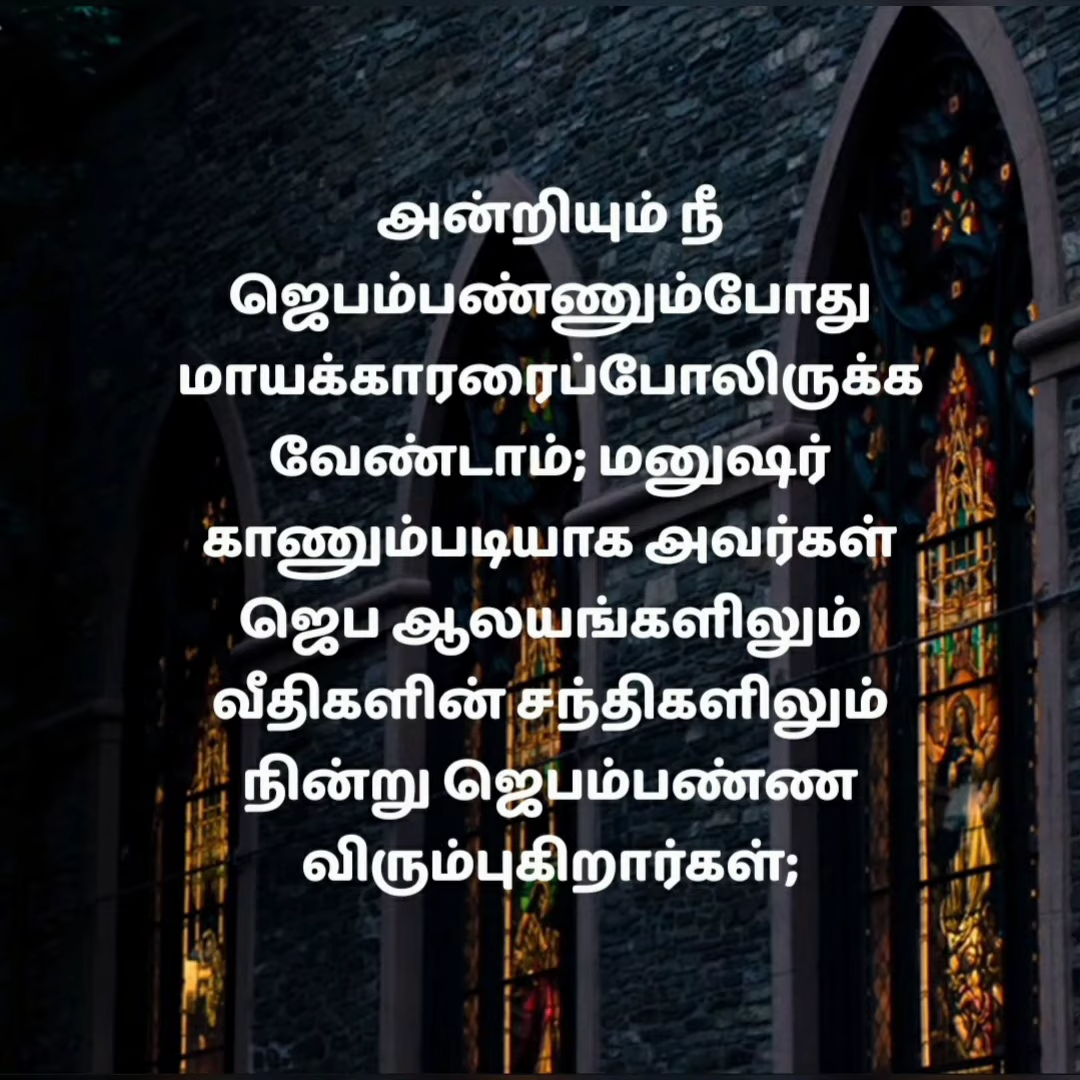 அன்றியும் நீ
ஜெபம்பண்ணும்போது
மாயக்காரரைப்போலிருக்க
வேண்டாம்; மனுஷர்
காணும்படியாக அவர்கள்
ஜெப ஆலயங்களிலும்
வீதிகளின் சந்திகளிலும்
நின்று ஜெபம்பண்ண
விரும்புகிறார்கள்;